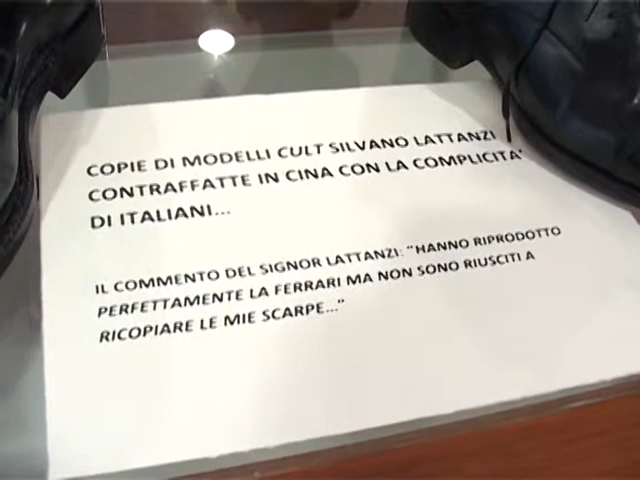 COPIE DI MODELLI CULT SILVANO LATTANZI
CONTRAFFATTE IN CINA CON LA COMPLICITA'
DI ITALIANI...
IL COMMENTO DEL SIGNOR LATTANZI: "HANNO RIPRODOTTO
PERFETTAMENTE LA FERRARI MA NON SONO RIUSCITI A
RICOPIARE LE MIE SCARPE..."